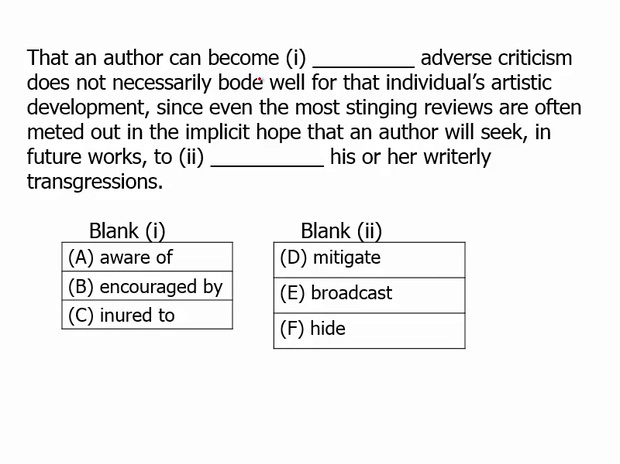 That an author can become (i) __________ adverse criticism
does not necessarily bode well for that individual's artistic
development, since even the most stinging reviews are often
meted out in the implicit hope that an author will seek, in
future works, to (ii) ___________ his or her writerly
transgressions.
Blank (i) Blank (ii)
(A) aware of (D) mitigate
(B) encouraged by (E) broadcast
(C) inured to (F) hide